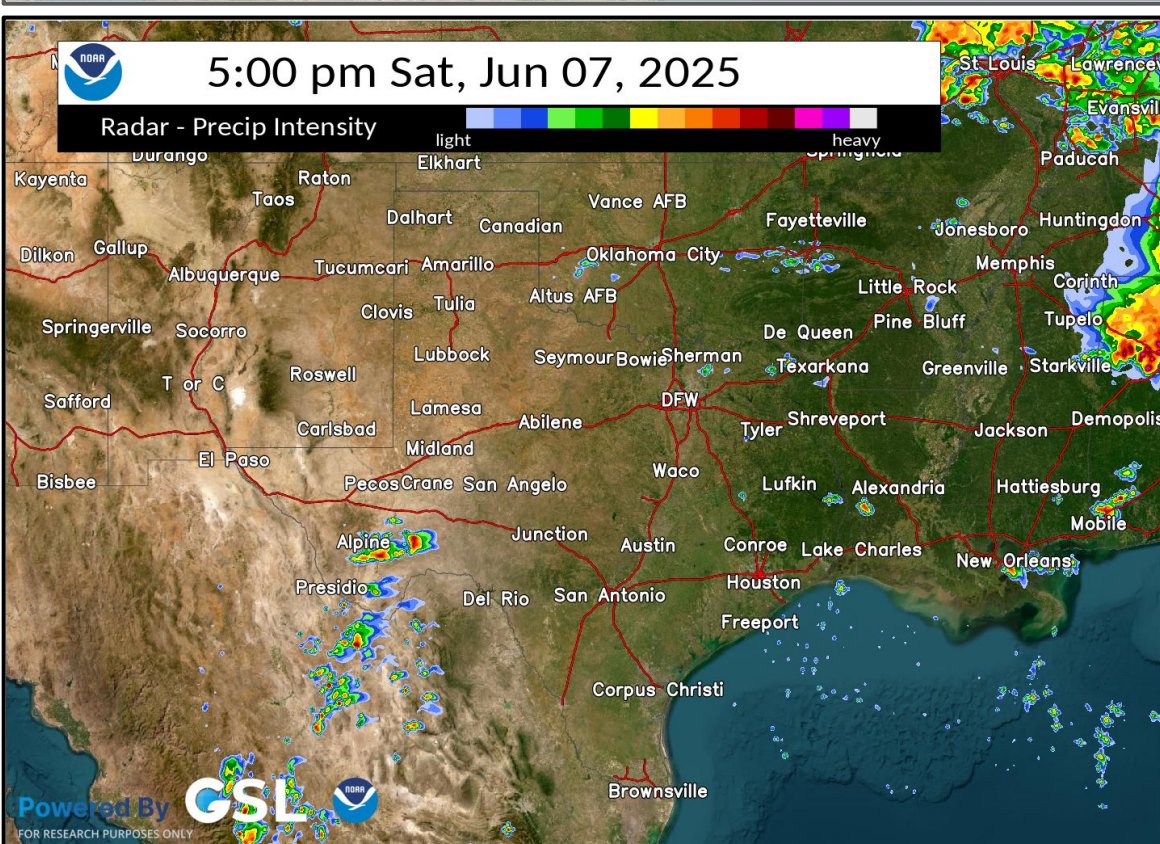 NOAA
5:00 pm Sat, Jun 07, 2025
Radar - Precip Intensity
light
heavy
St Louis
Lawrencev
Evansvil
Paducah
Durango
Elkhart
Springfield
Kayenta
Raton
Taos
Dalhart
Canadian
Vance AFB
Fayetteville
Jonesboro
Huntingdon
Dilkon
Gallup
Albuquerque
Tucumcari
Amarillo
Oklahoma City
Memphis
Corinth
Altus AFB
Little Rock
Clovis
Tulia
Pine Bluff
Tupelo
Springerville
Socorro
De Queen
Lubbock
Seymour
Bowie
Sherman
Texarkana
Greenville
Starkville
T or C
Roswell
Safford
Lamesa
DFW
Abilene
Shreveport
Demopolis
Carlsbad
Tyler
Jackson
Midland
El Paso
Waco
Bisbee
Pecos
Crane
San Angelo
Lufkin
Alexandria
Hattiesburg
Mobile
Alpine
Junction
Austin
Conroe
Lake Charles
New Orleans
Presidio
Del Rio
San Antonio
Houston
Freeport
Corpus Christi
Brownsville
Powered By
GSL
NOAA
FOR RESEARCH PURPOSES ONLY